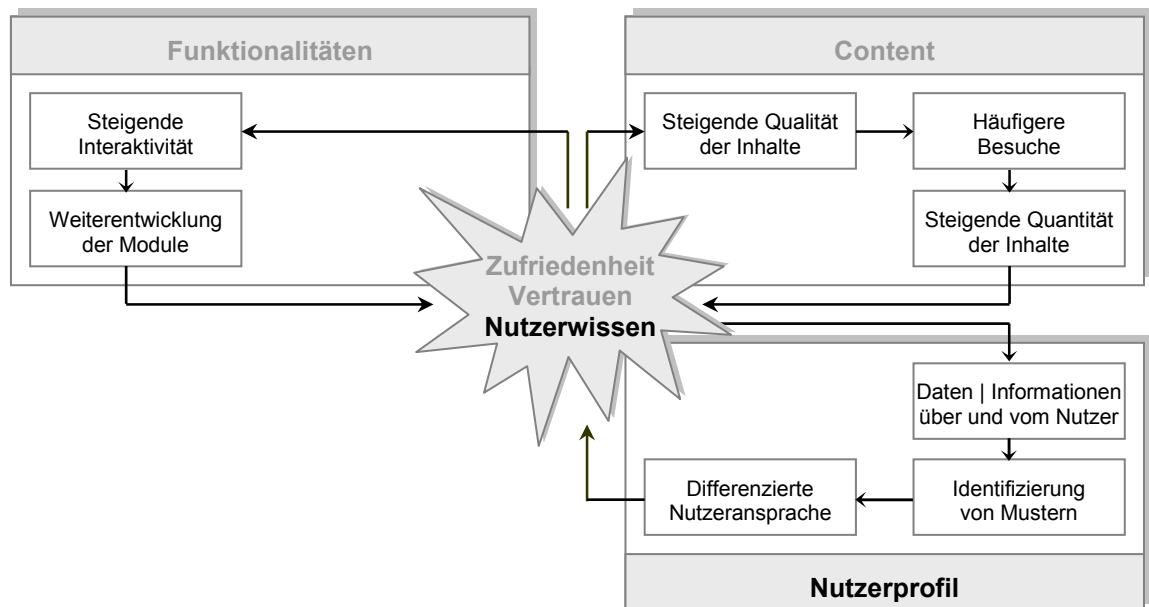 Funktionalitäten
Steigende
Interaktivität
Weiterentwicklung
der Module
Content
Steigende Qualität
der Inhalte
Häufigere
Besuche
Steigende Quantität
der Inhalte
Zufriedenheit
Vertrauen
Nutzerwissen
Daten | Informationen
über und vom Nutzer
Identifizierung
von Mustern
Differenzierte
Nutzeransprache
Nutzerprofil